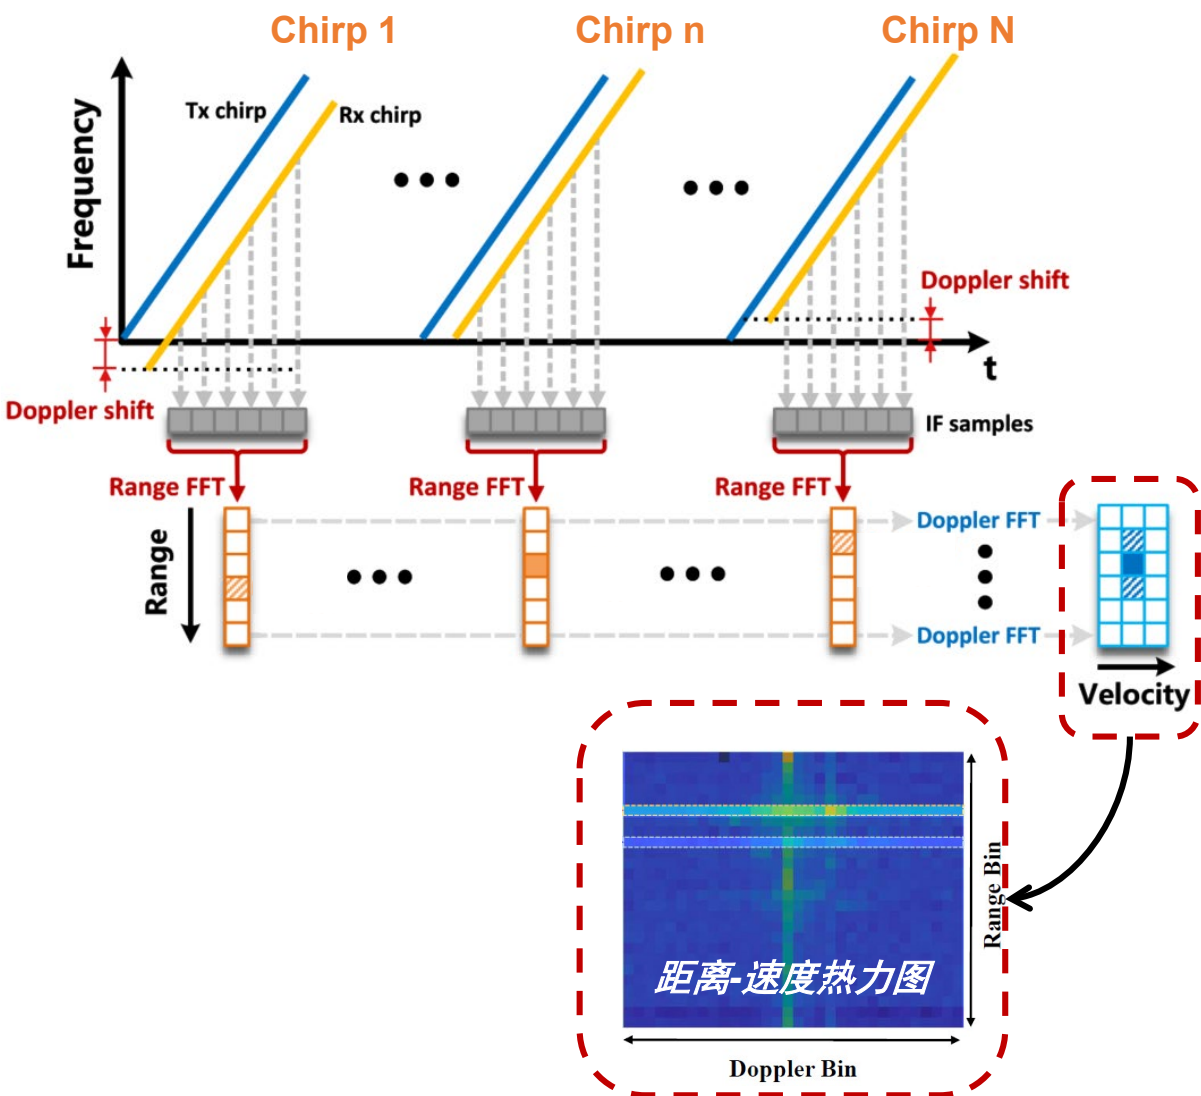 Chirp 1
Chirp n
Chirp N
Frequency
Tx chirp
Rx chirp
Doppler shift
t
Doppler shift
IF samples
Range FFT
Range FFT
Range FFT
Range
Doppler FFT
Doppler FFT
Velocity
Range Bin
距离-速度热力图
Doppler Bin